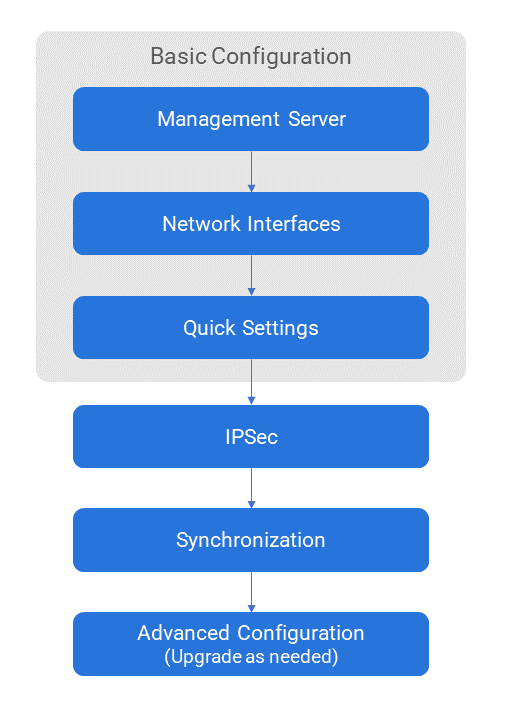 Basic Configuration
Management Server
Network Interfaces
Quick Settings
IPSec
Synchronization
Advanced Configuration
(Upgrade as needed)